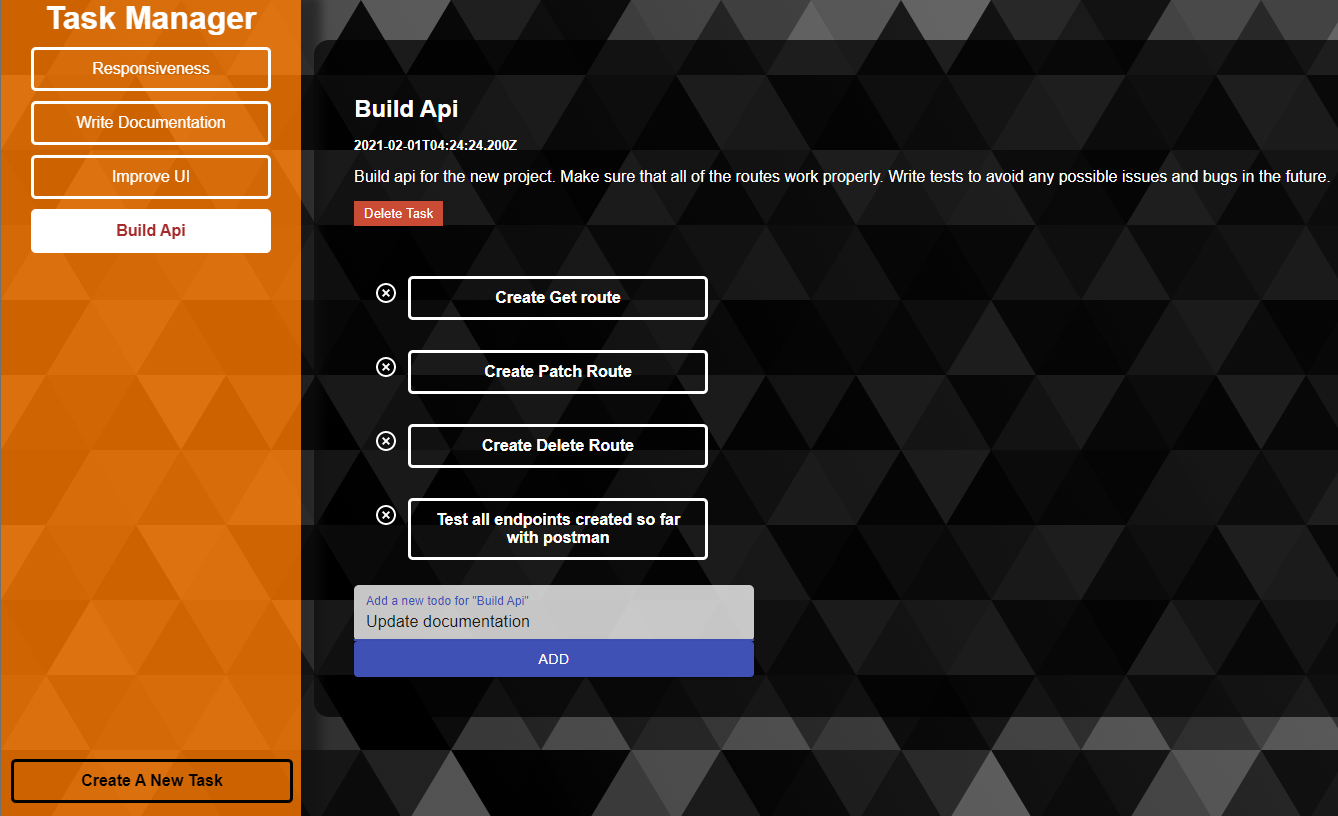 Task Manager
Responsiveness
Write Documentation
Improve UI
Build Api
Create A New Task
Build Api
2021-02-01T04:24:24.200Z
Build api for the new project. Make sure that all of the routes work properly. Write tests to avoid any possible issues and bugs in the future.
Delete Task
Create Get route
Create Patch Route
Create Delete Route
Test all endpoints created so far
with postman
Add a new todo for "Build Api"
Update documentation
ADD